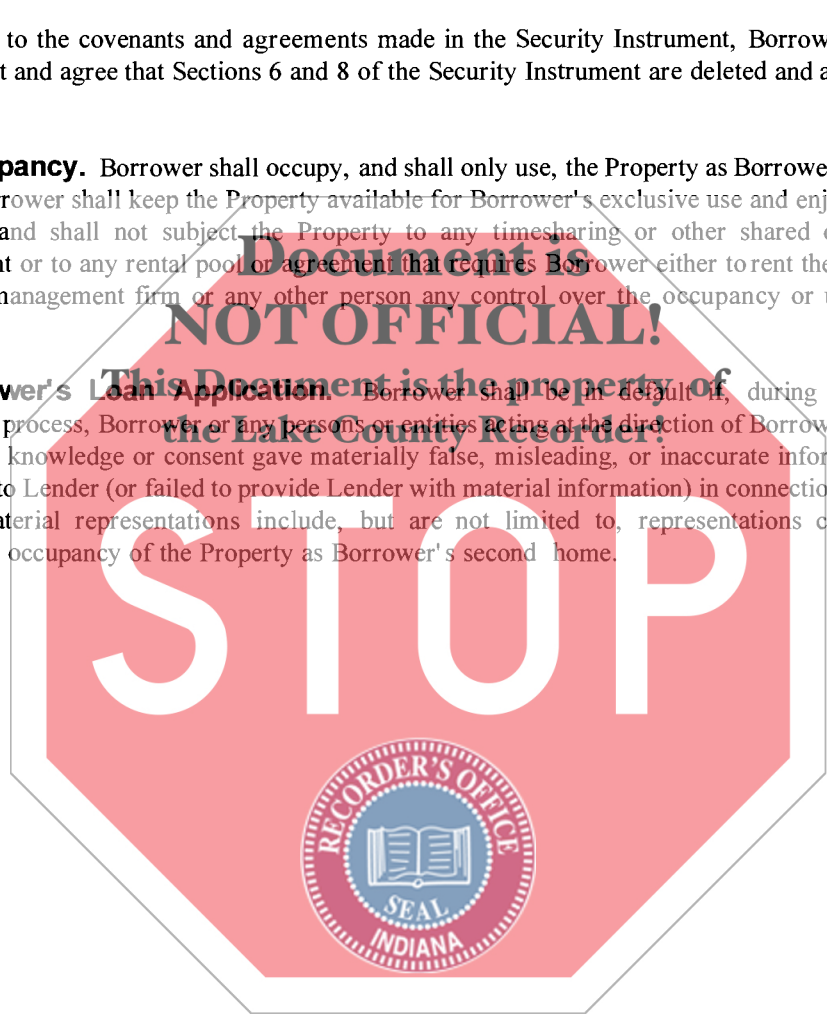 to the covenants and agreements made in the Security Instrument, Borrow
t and agree that Sections 6 and 8 of the Security Instrument are deleted and a
pancy. Borrower shall occupy, and shall only use, the Property as Borrowe
rower shall keep the Property available for Borrower's exclusive use and enj
and shall not subject the Property to any timesharing or other shared o
Document is
t or to any rental pool or agreement that requires Borrower either to rent the
anagement firm or any other person any control over the occupancy or
NOT OFFICIAL!
wer's Loan Application. Borrower shall be in default if, during
This Document is the property of
process, Borrower or any persons or entities acting at the direction of Borrow
the Lake County Recorder!
knowledge or consent gave materially false, misleading, or inaccurate infor
to Lender (or failed to provide Lender with material information) in connectio
aterial representations include, but are not limited to, representations c
occupancy of the Property as Borrower's second home.
STOP
RECORDER'S OFFICE
SEAL
INDIANA